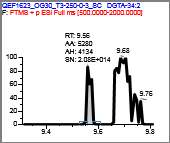 QEF1623_OG30_T3-250-0-3_8C DGTA-34:2
F: FTMS + p ESI Full ms [500.0000-2000.0000]
RT: 9.56
AA: 5280
AH: 4134
SN: 2.08E+014
9.68
9.76
100
80
60
40
20
0
9.4
9.6
9.8